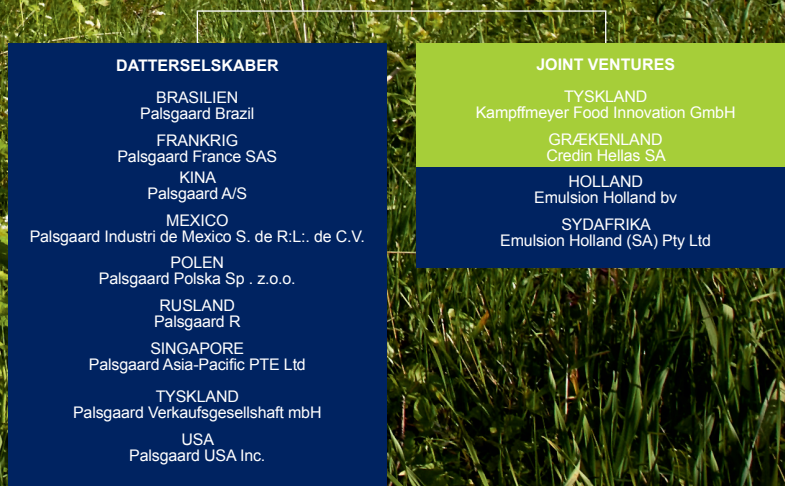 DATTERSELSKABER
BRASILIEN
Palsgaard Brazil
FRANKRIG
Palsgaard France SAS
KINA
Palsgaard A/S
MEXICO
Palsgaard Industri de Mexico S. de R:L:. de C.V.
POLEN
Palsgaard Polska Sp . z.o.o.
RUSLAND
Palsgaard R
SINGAPORE
Palsgaard Asia-Pacific PTE Ltd
TYSKLAND
Palsgaard Verkaufsgesellshaft mbH
USA
Palsgaard USA Inc.
JOINT VENTURES
TYSKLAND
Kampffmeyer Food Innovation GmbH
GRÆKENLAND
Credin Hellas SA
HOLLAND
Emulsion Holland bv
SYDAFRIKA
Emulsion Holland (SA) Pty Ltd